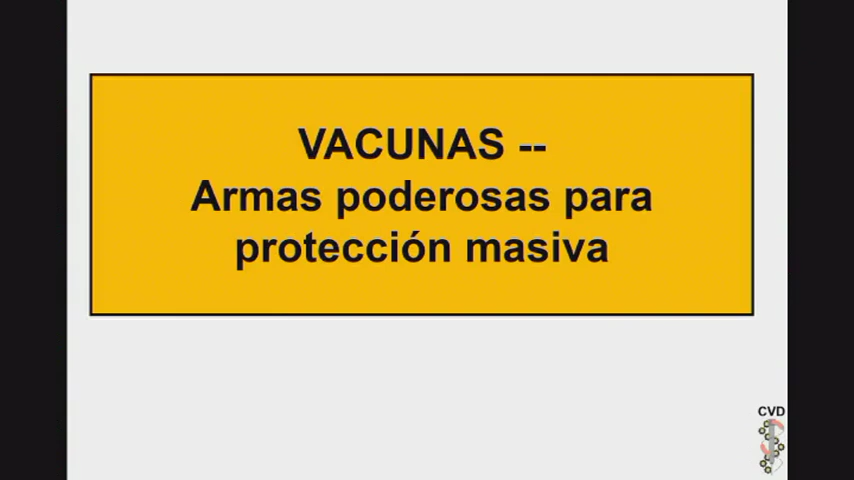 VACUNAS --
Armas poderosas para
protección masiva
CVD